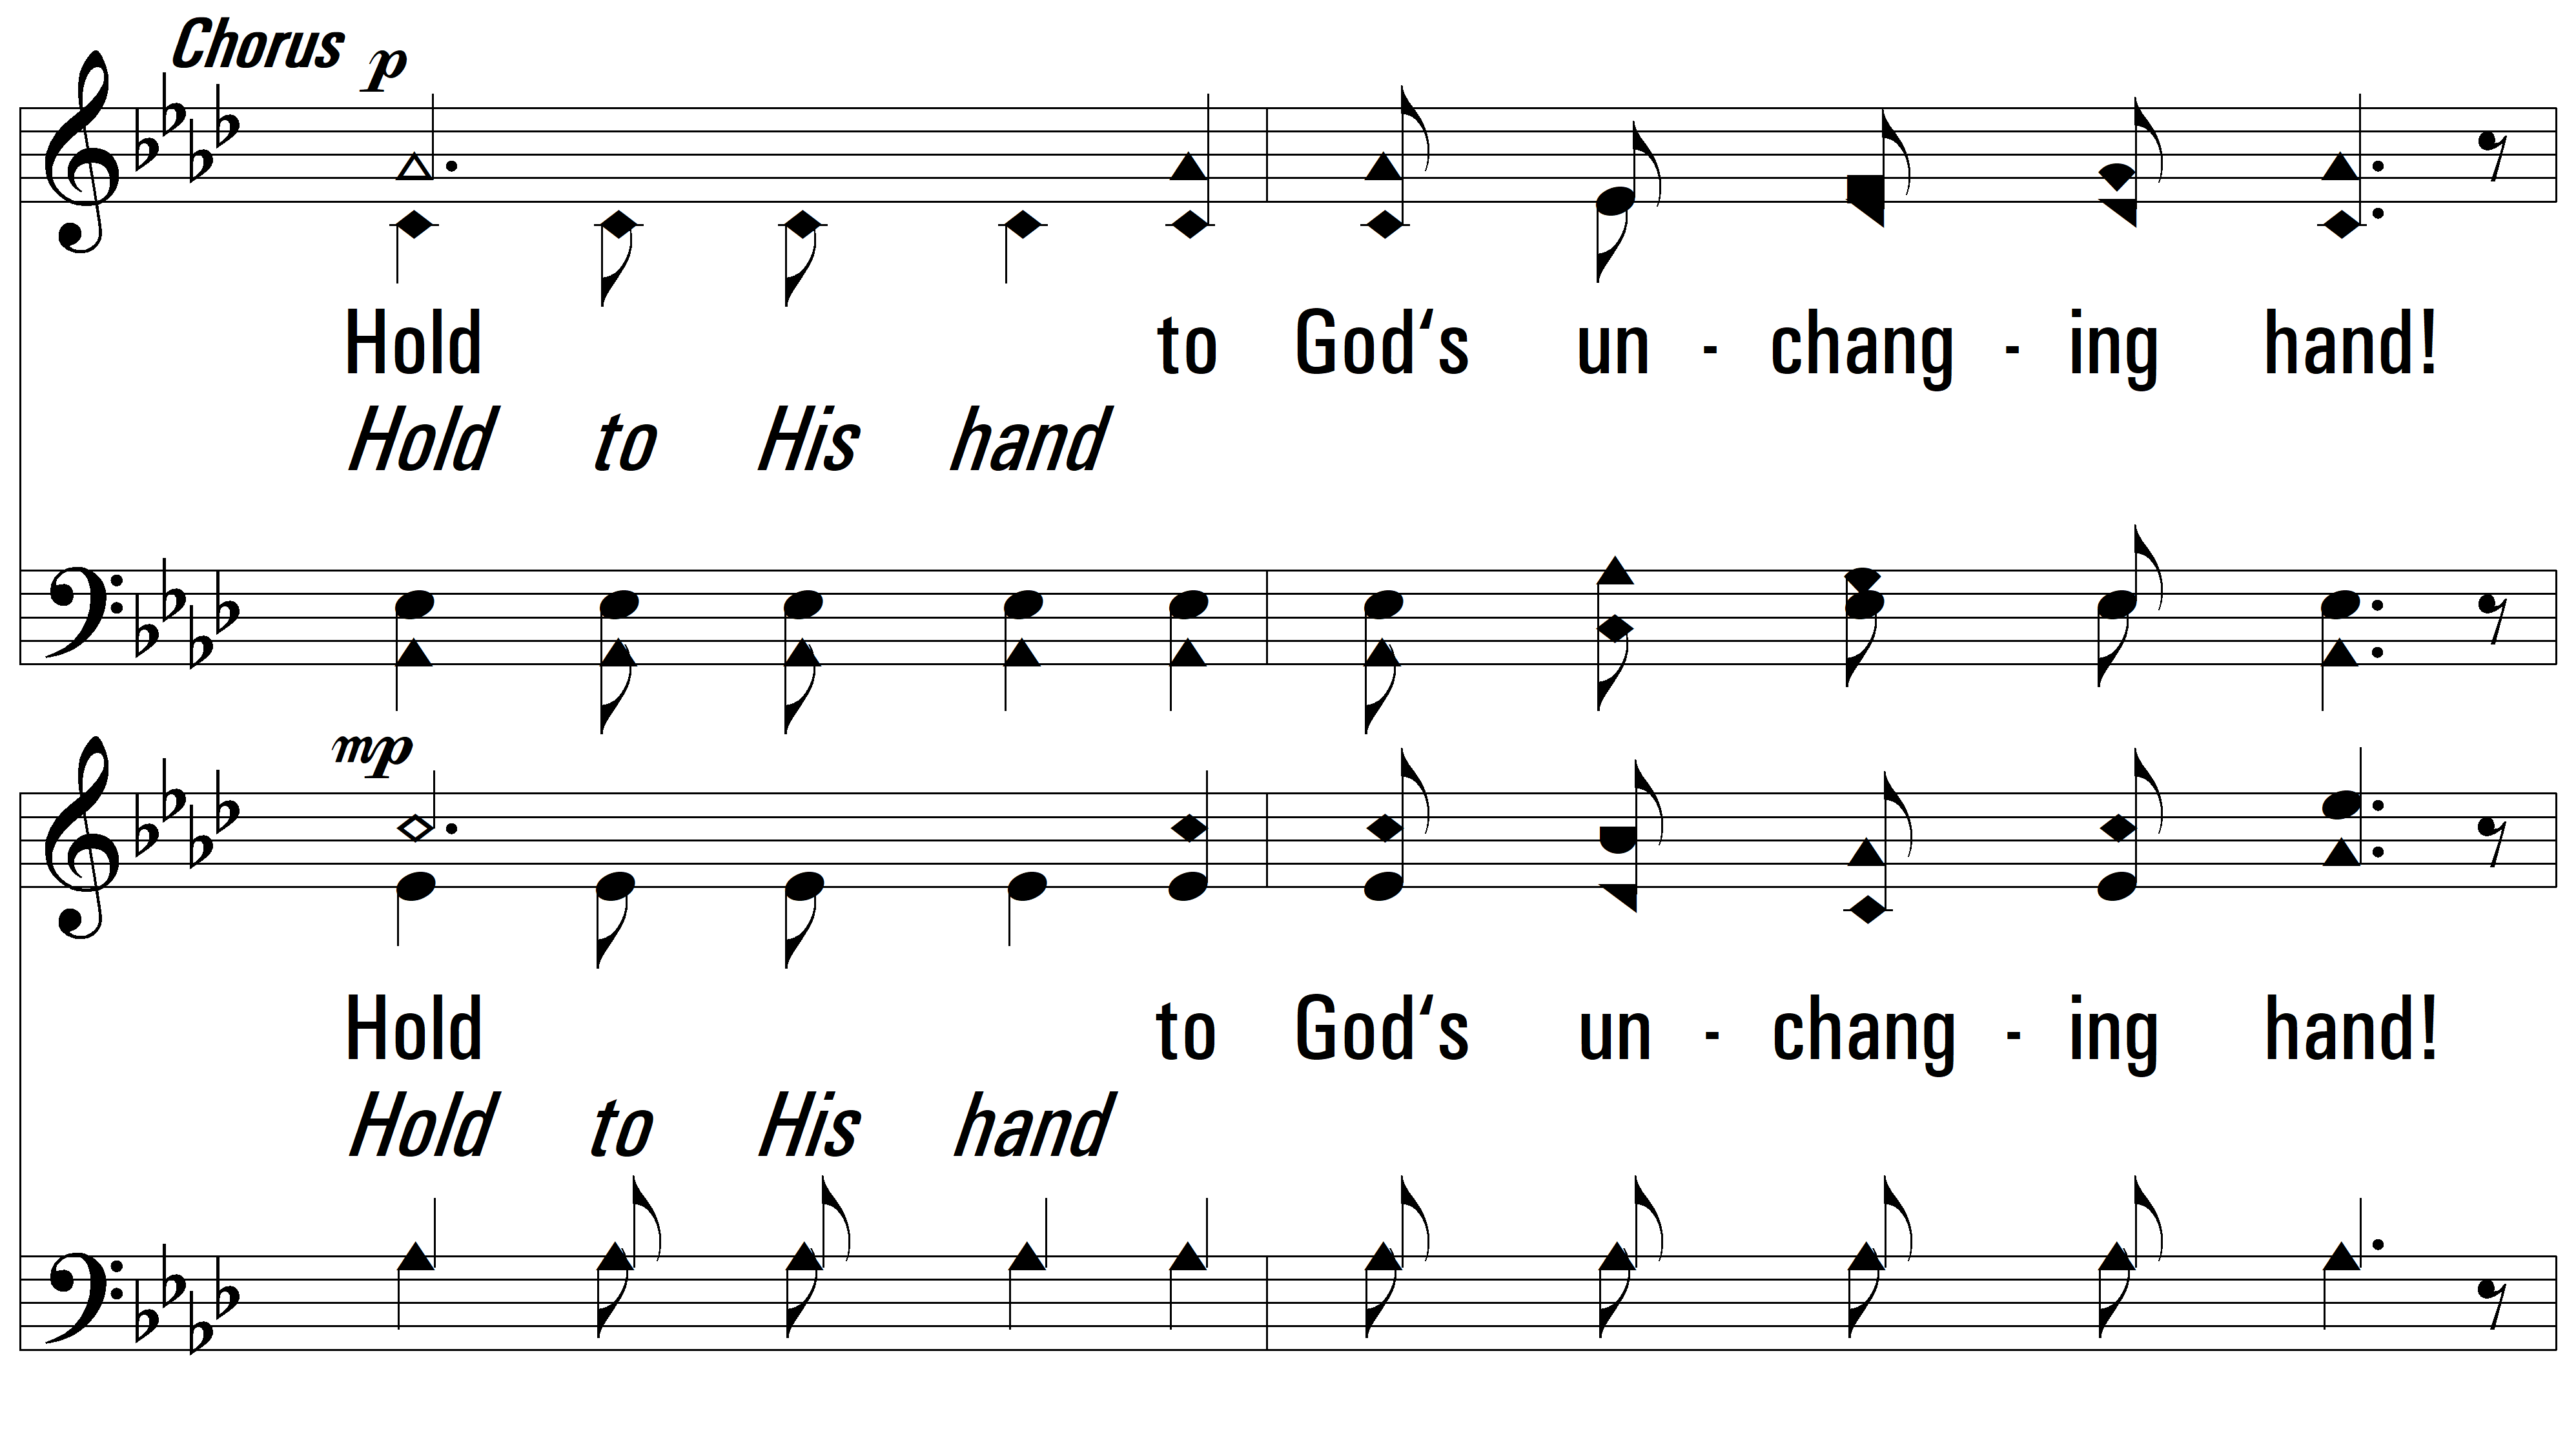 Chorus p
Hold to God‘s un - chang - ing hand!
Hold to His hand
mp
Hold to God‘s un - chang - ing hand!
Hold to His hand